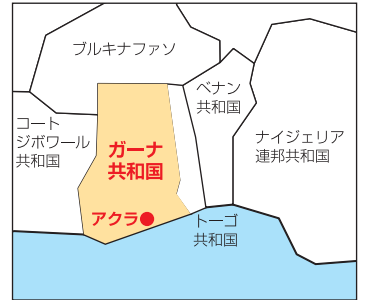 ブルキナファソ
ベナン
共和国
コート
ジボワール
共和国
ガーナ
共和国
ナイジェリア
連邦共和国
アクラ
トーゴ
共和国